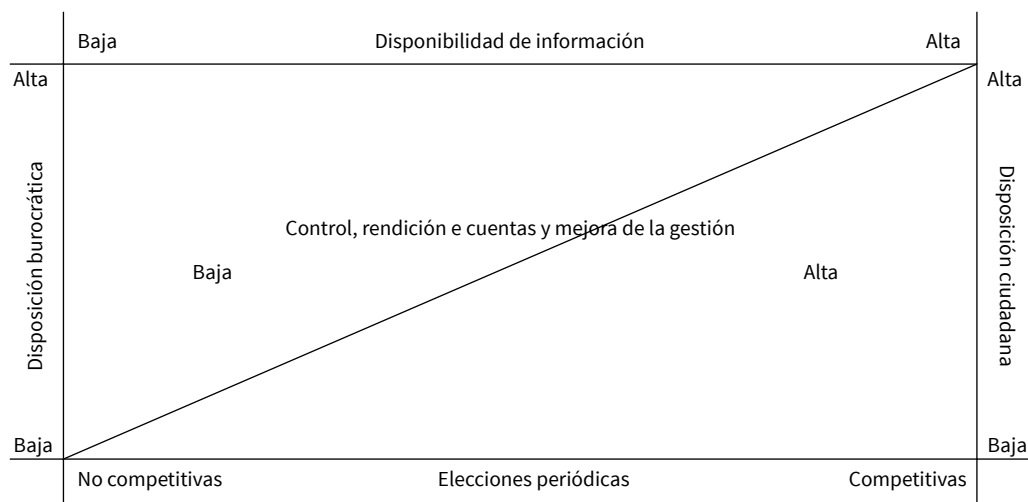 Baja Disponibilidad de información Alta
Alta Alta
Disposición burocrática
Disposición ciudadana
Control, rendición e cuentas y mejora de la gestión
Baja Alta
Baja Baja
No competitivas Elecciones periódicas Competitivas